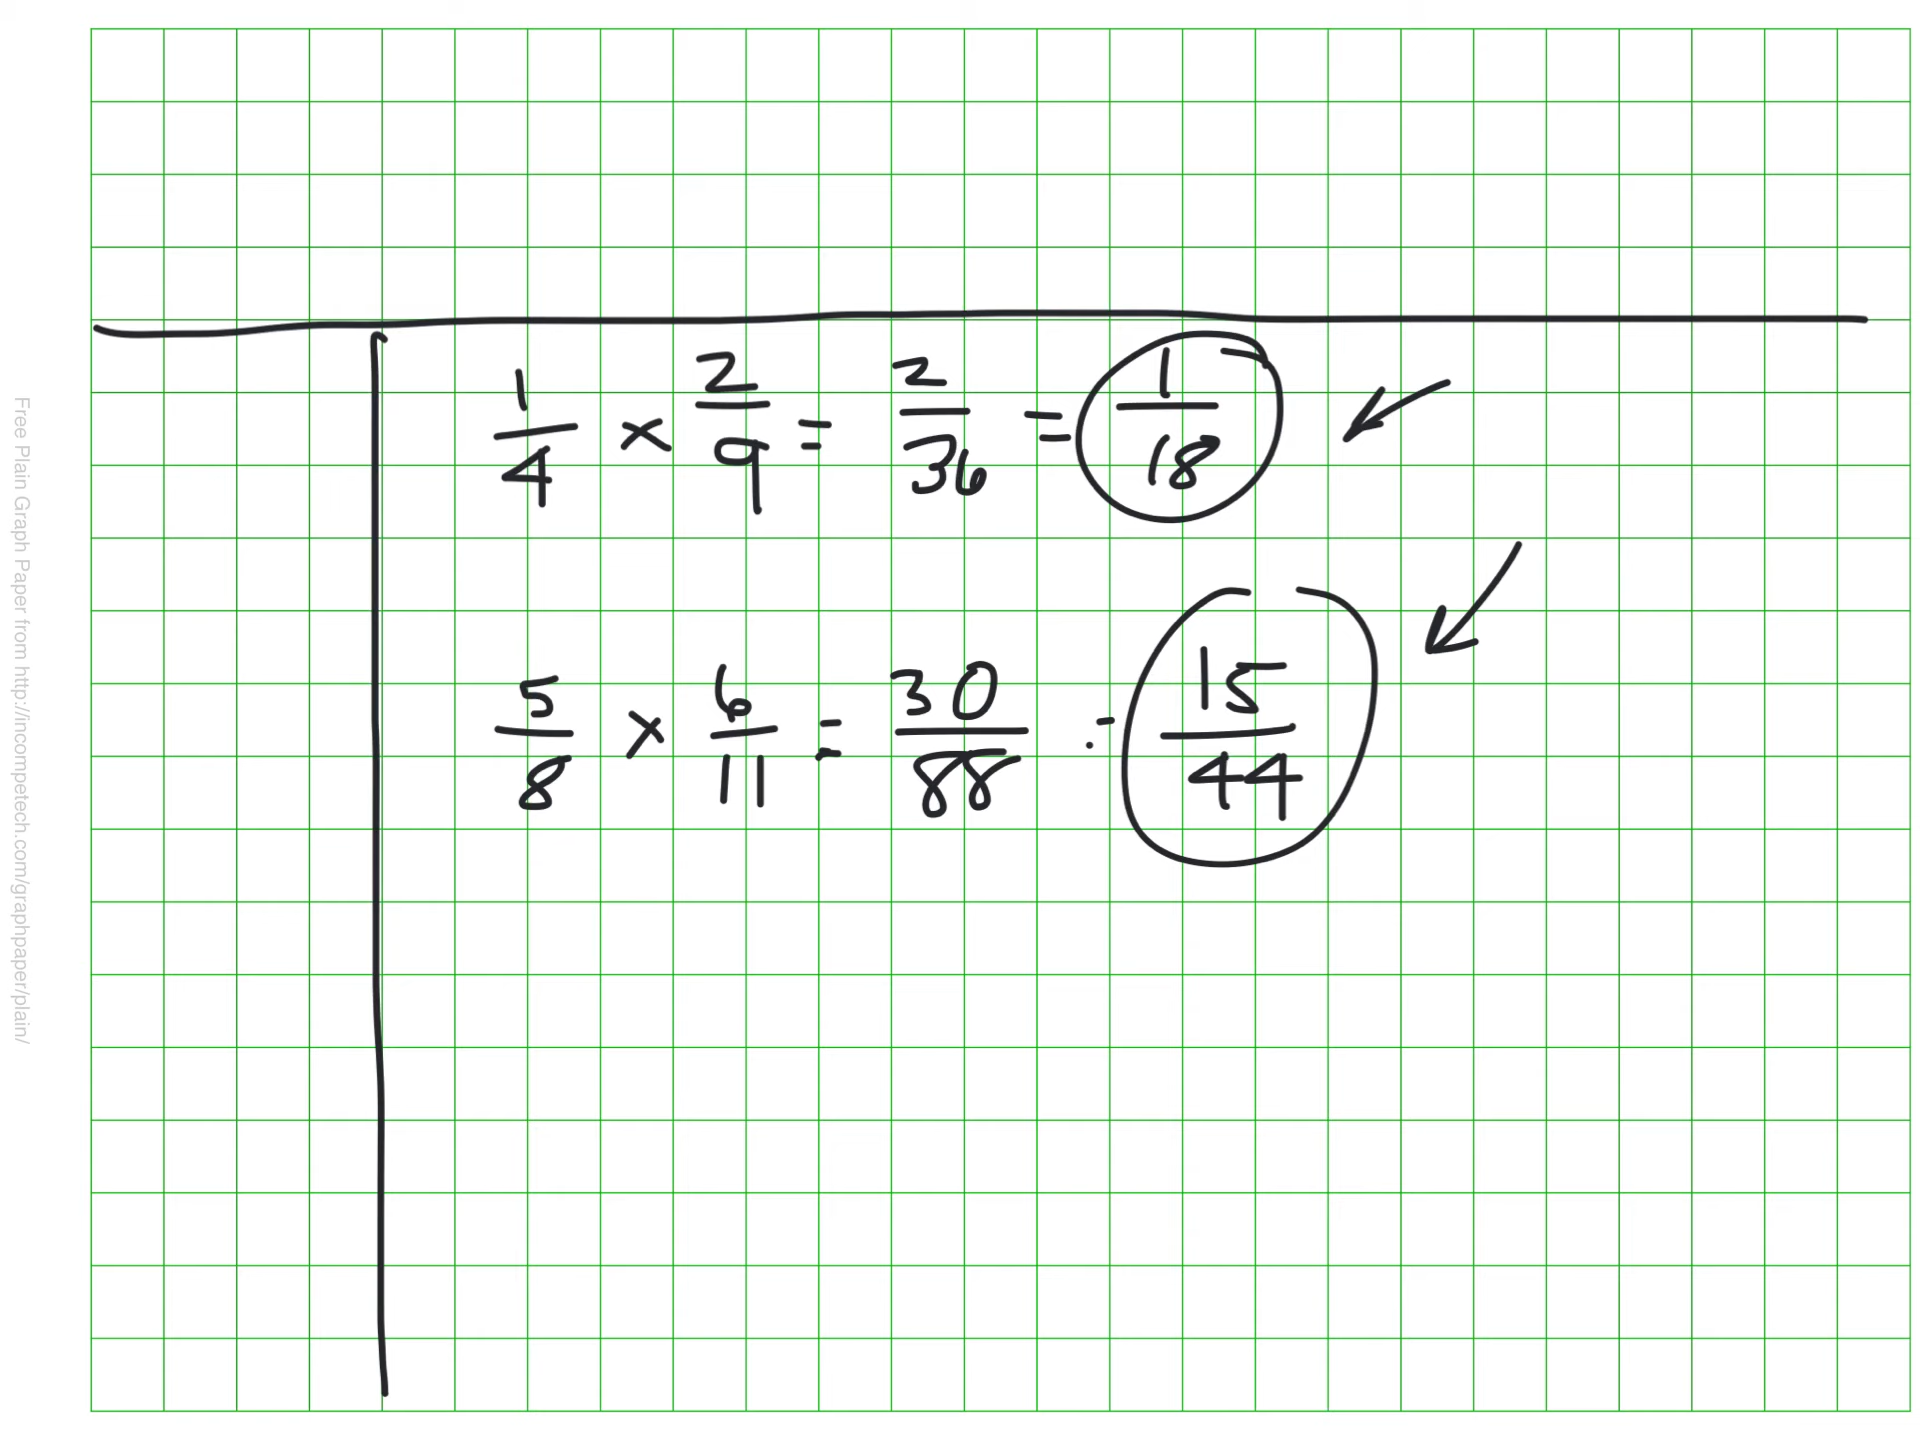 1/4 × 2/9 = 2/36 = 1/18
5/8 × 6/11 = 30/88 = 15/44
Free Plain Graph Paper from http://incompetech.com/graphpaper/plain/